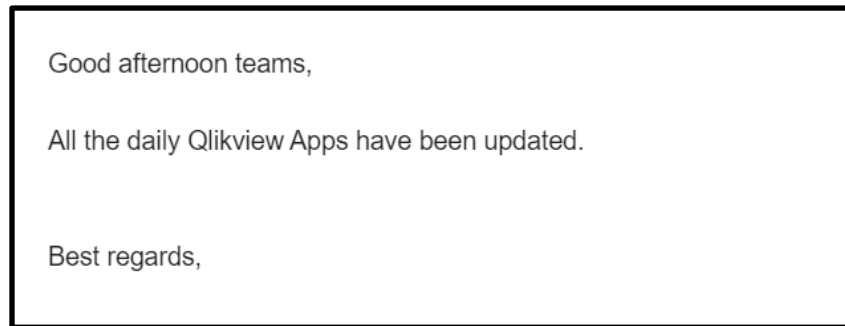 Good afternoon teams,
All the daily Qlikview Apps have been updated.
Best regards,